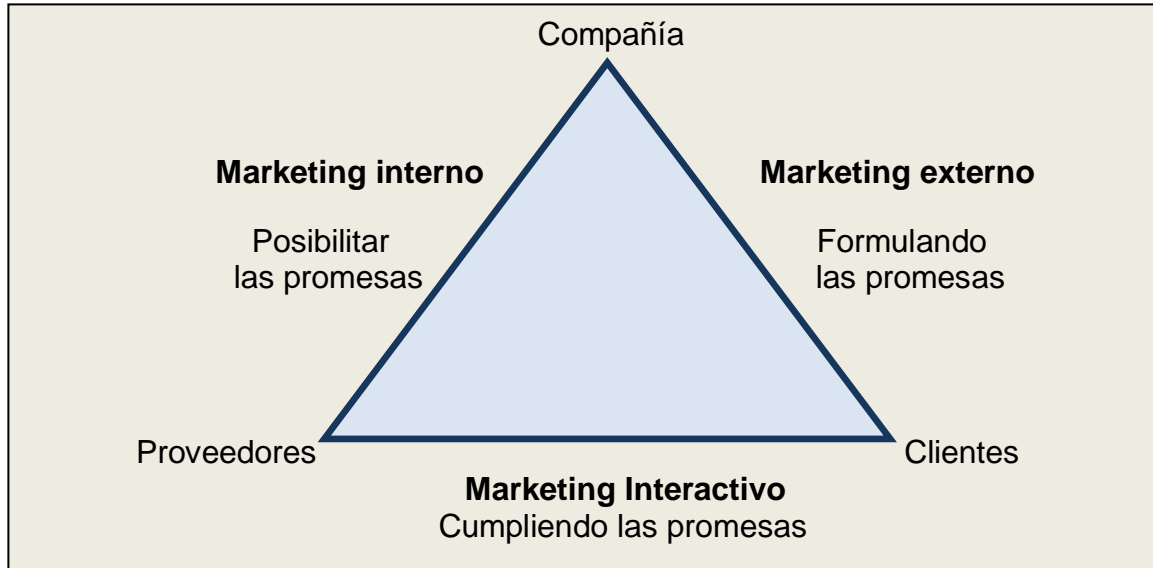 Compañía
Marketing interno
Marketing externo
Posibilitar
las promesas
Formulando
las promesas
Proveedores
Clientes
Marketing Interactivo
Cumpliendo las promesas